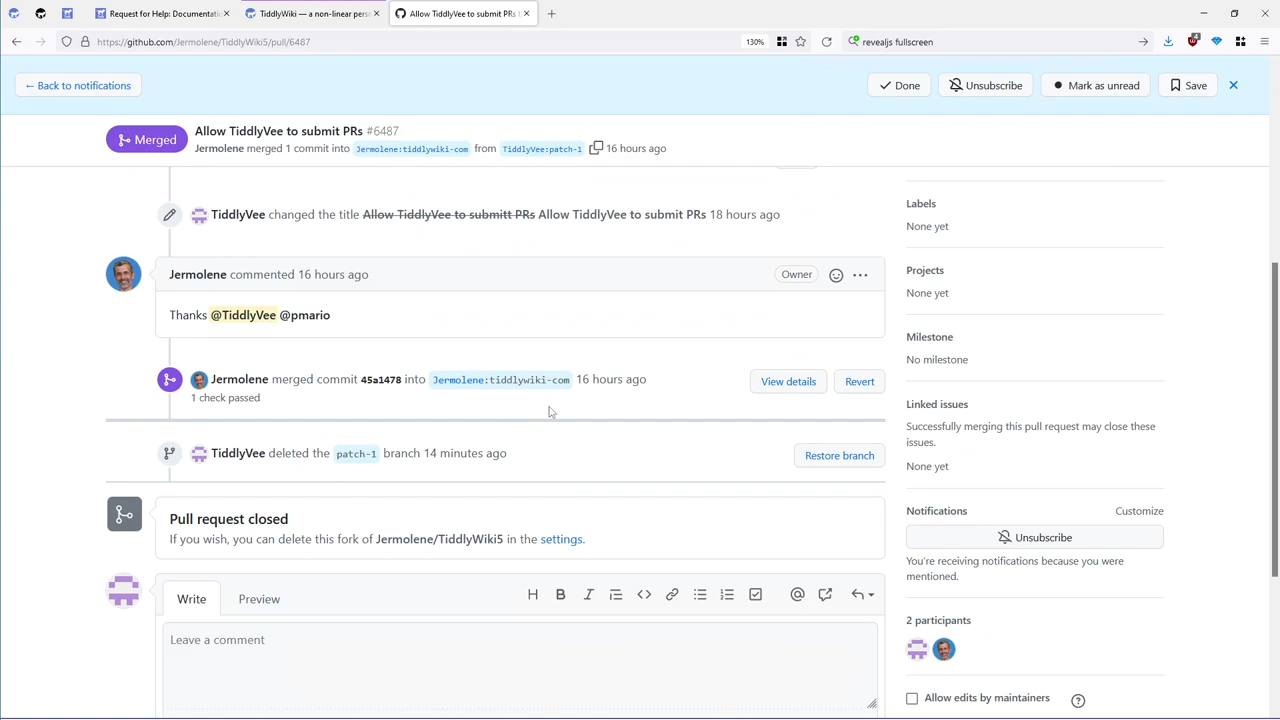 Request for Help: Documentatio
TiddlyWiki — a non-linear pers
Allow TiddlyVee to submit PRs b
https://github.com/Jermolene/TiddlyWiki5/pull/6487
130%
revealjs fullscreen
4
← Back to notifications
Done
Unsubscribe
Mark as unread
Save
Merged
Allow TiddlyVee to submit PRs #6487
Jermolene merged 1 commit into Jermolene:tiddlywiki-com from TiddlyVee:patch-1 16 hours ago
TiddlyVee changed the title Allow TiddlyVee to submitt PRs Allow TiddlyVee to submit PRs 18 hours ago
Jermolene commented 16 hours ago
Owner
Thanks @TiddlyVee @pmario
Jermolene merged commit 45a1478 into Jermolene:tiddlywiki-com 16 hours ago
1 check passed
View details
Revert
TiddlyVee deleted the patch-1 branch 14 minutes ago
Restore branch
Pull request closed
If you wish, you can delete this fork of Jermolene/TiddlyWiki5 in the settings.
Write
Preview
Leave a comment
Labels
None yet
Projects
None yet
Milestone
No milestone
Linked issues
Successfully merging this pull request may close these
issues.
None yet
Notifications
Customize
Unsubscribe
You're receiving notifications because you were
mentioned.
2 participants
Allow edits by maintainers